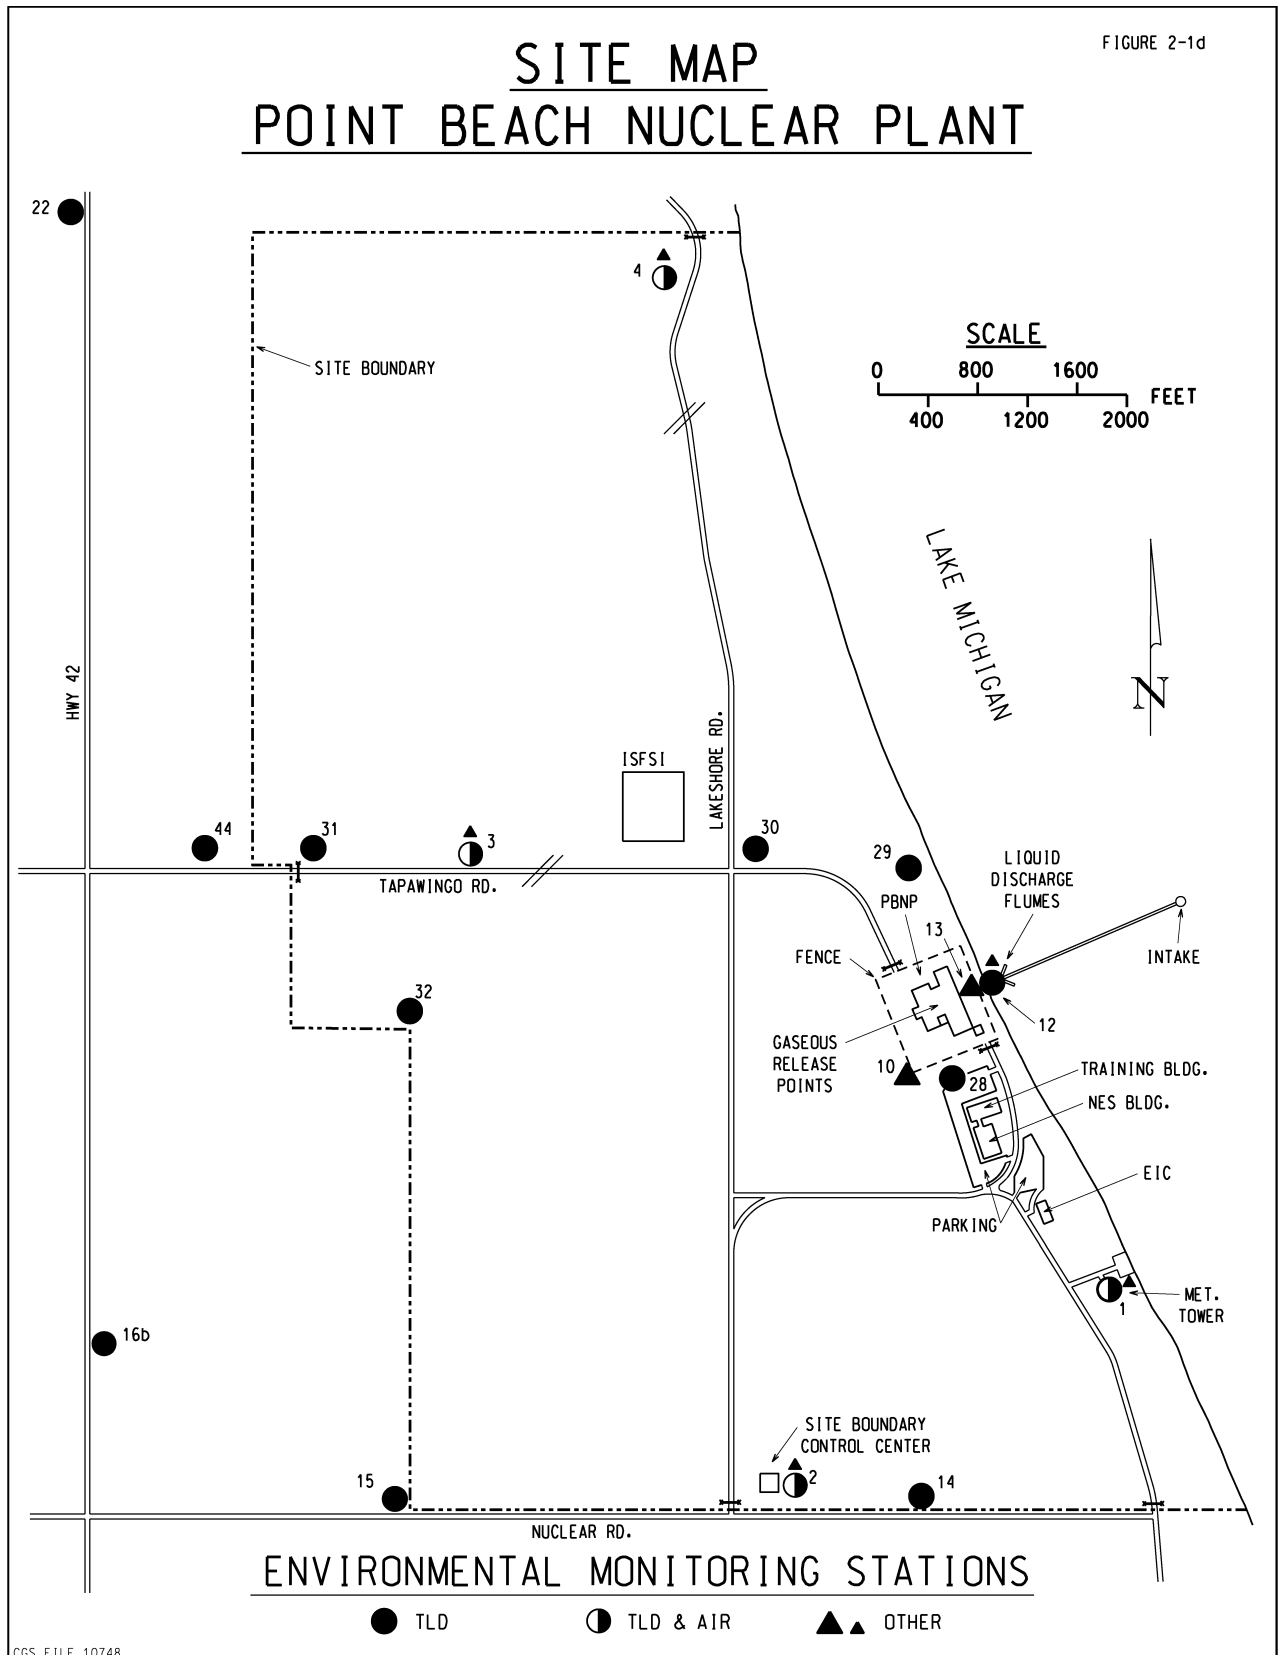 FIGURE 2-1d
SITE MAP
POINT BEACH NUCLEAR PLANT
22
4
SCALE
0 800 1600
FEET
400 1200 2000
SITE BOUNDARY
LAKE MICHIGAN
N
HWY 42
LAKESHORE RD.
ISFSI
44
31
3
30
29
TAPAWINGO RD.
LIQUID
DISCHARGE
FLUMES
PBNP
13
FENCE
INTAKE
32
12
GASEOUS
RELEASE
POINTS
10
28
TRAINING BLDG.
NES BLDG.
EIC
PARKING
MET.
TOWER
1
16b
SITE BOUNDARY
CONTROL CENTER
15
2
14
NUCLEAR RD.
ENVIRONMENTAL MONITORING STATIONS
TLD
TLD & AIR
OTHER
CGS FILE 10748